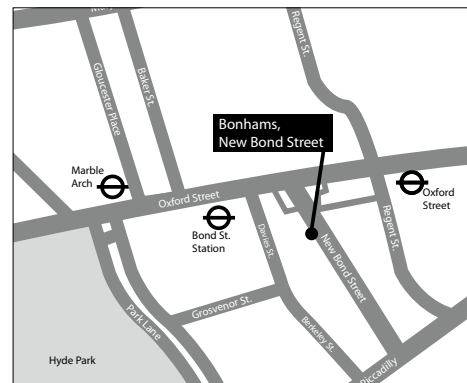 Mary
Gloucester Place
Baker St.
Regent St.
Bonhams,
New Bond Street
Marble
Arch
Oxford Street
Oxford
Street
Bond St.
Station
Davies St.
New Bond Street
Regent St.
Park Lane
Grosvenor St.
Berkeley St.
Hyde Park
Piccadilly